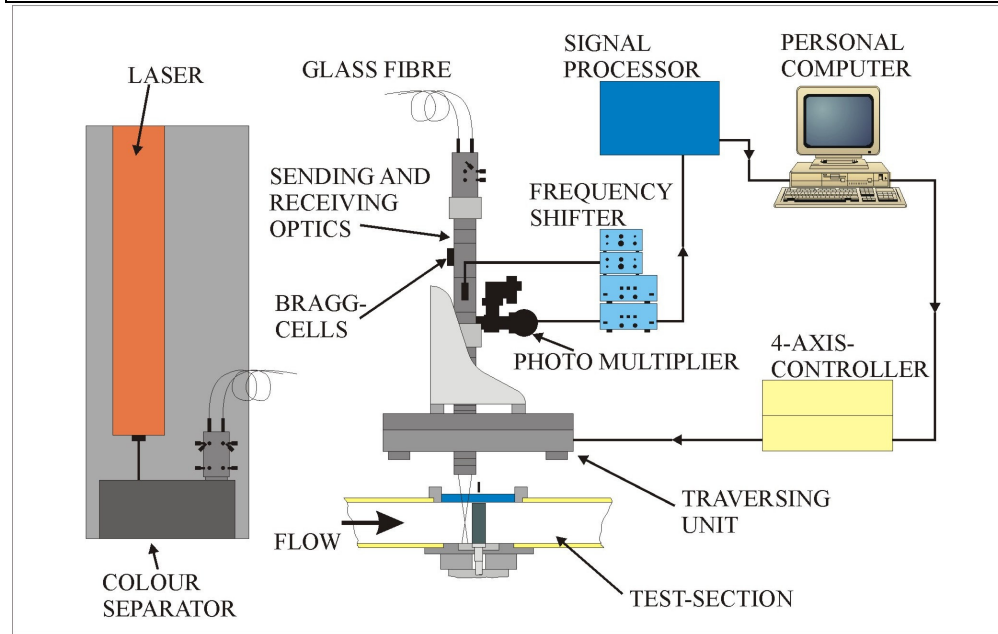 LASER
GLASS FIBRE
SIGNAL
PROCESSOR
PERSONAL
COMPUTER
SENDING AND
RECEIVING
OPTICS
FREQUENCY
SHIFTER
BRAGG-
CELLS
PHOTO MULTIPLIER
4-AXIS-
CONTROLLER
TRAVERSING
UNIT
FLOW
COLOUR
SEPARATOR
TEST-SECTION